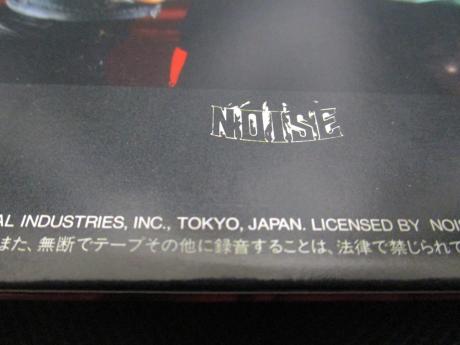 NOISE
AL INDUSTRIES, INC., TOKYO, JAPAN. LICENSED BY NOIS
また、無断でテープその他に録音することは、法律で禁じられて